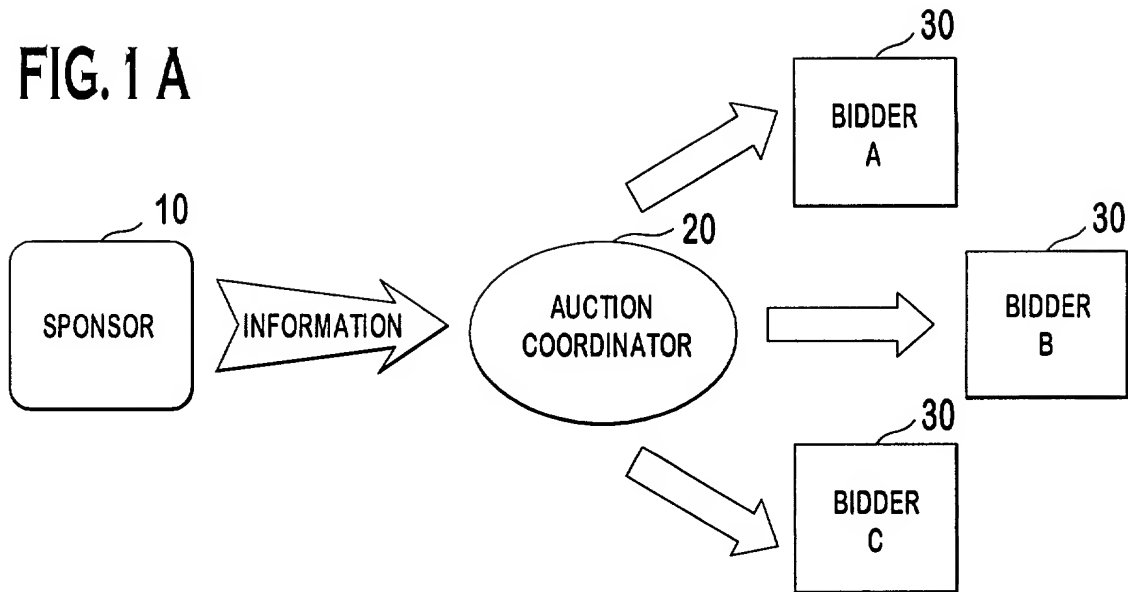 FIG. 1 A
30
BIDDER
A
10
SPONSOR
INFORMATION
20
AUCTION
COORDINATOR
30
BIDDER
B
30
BIDDER
C